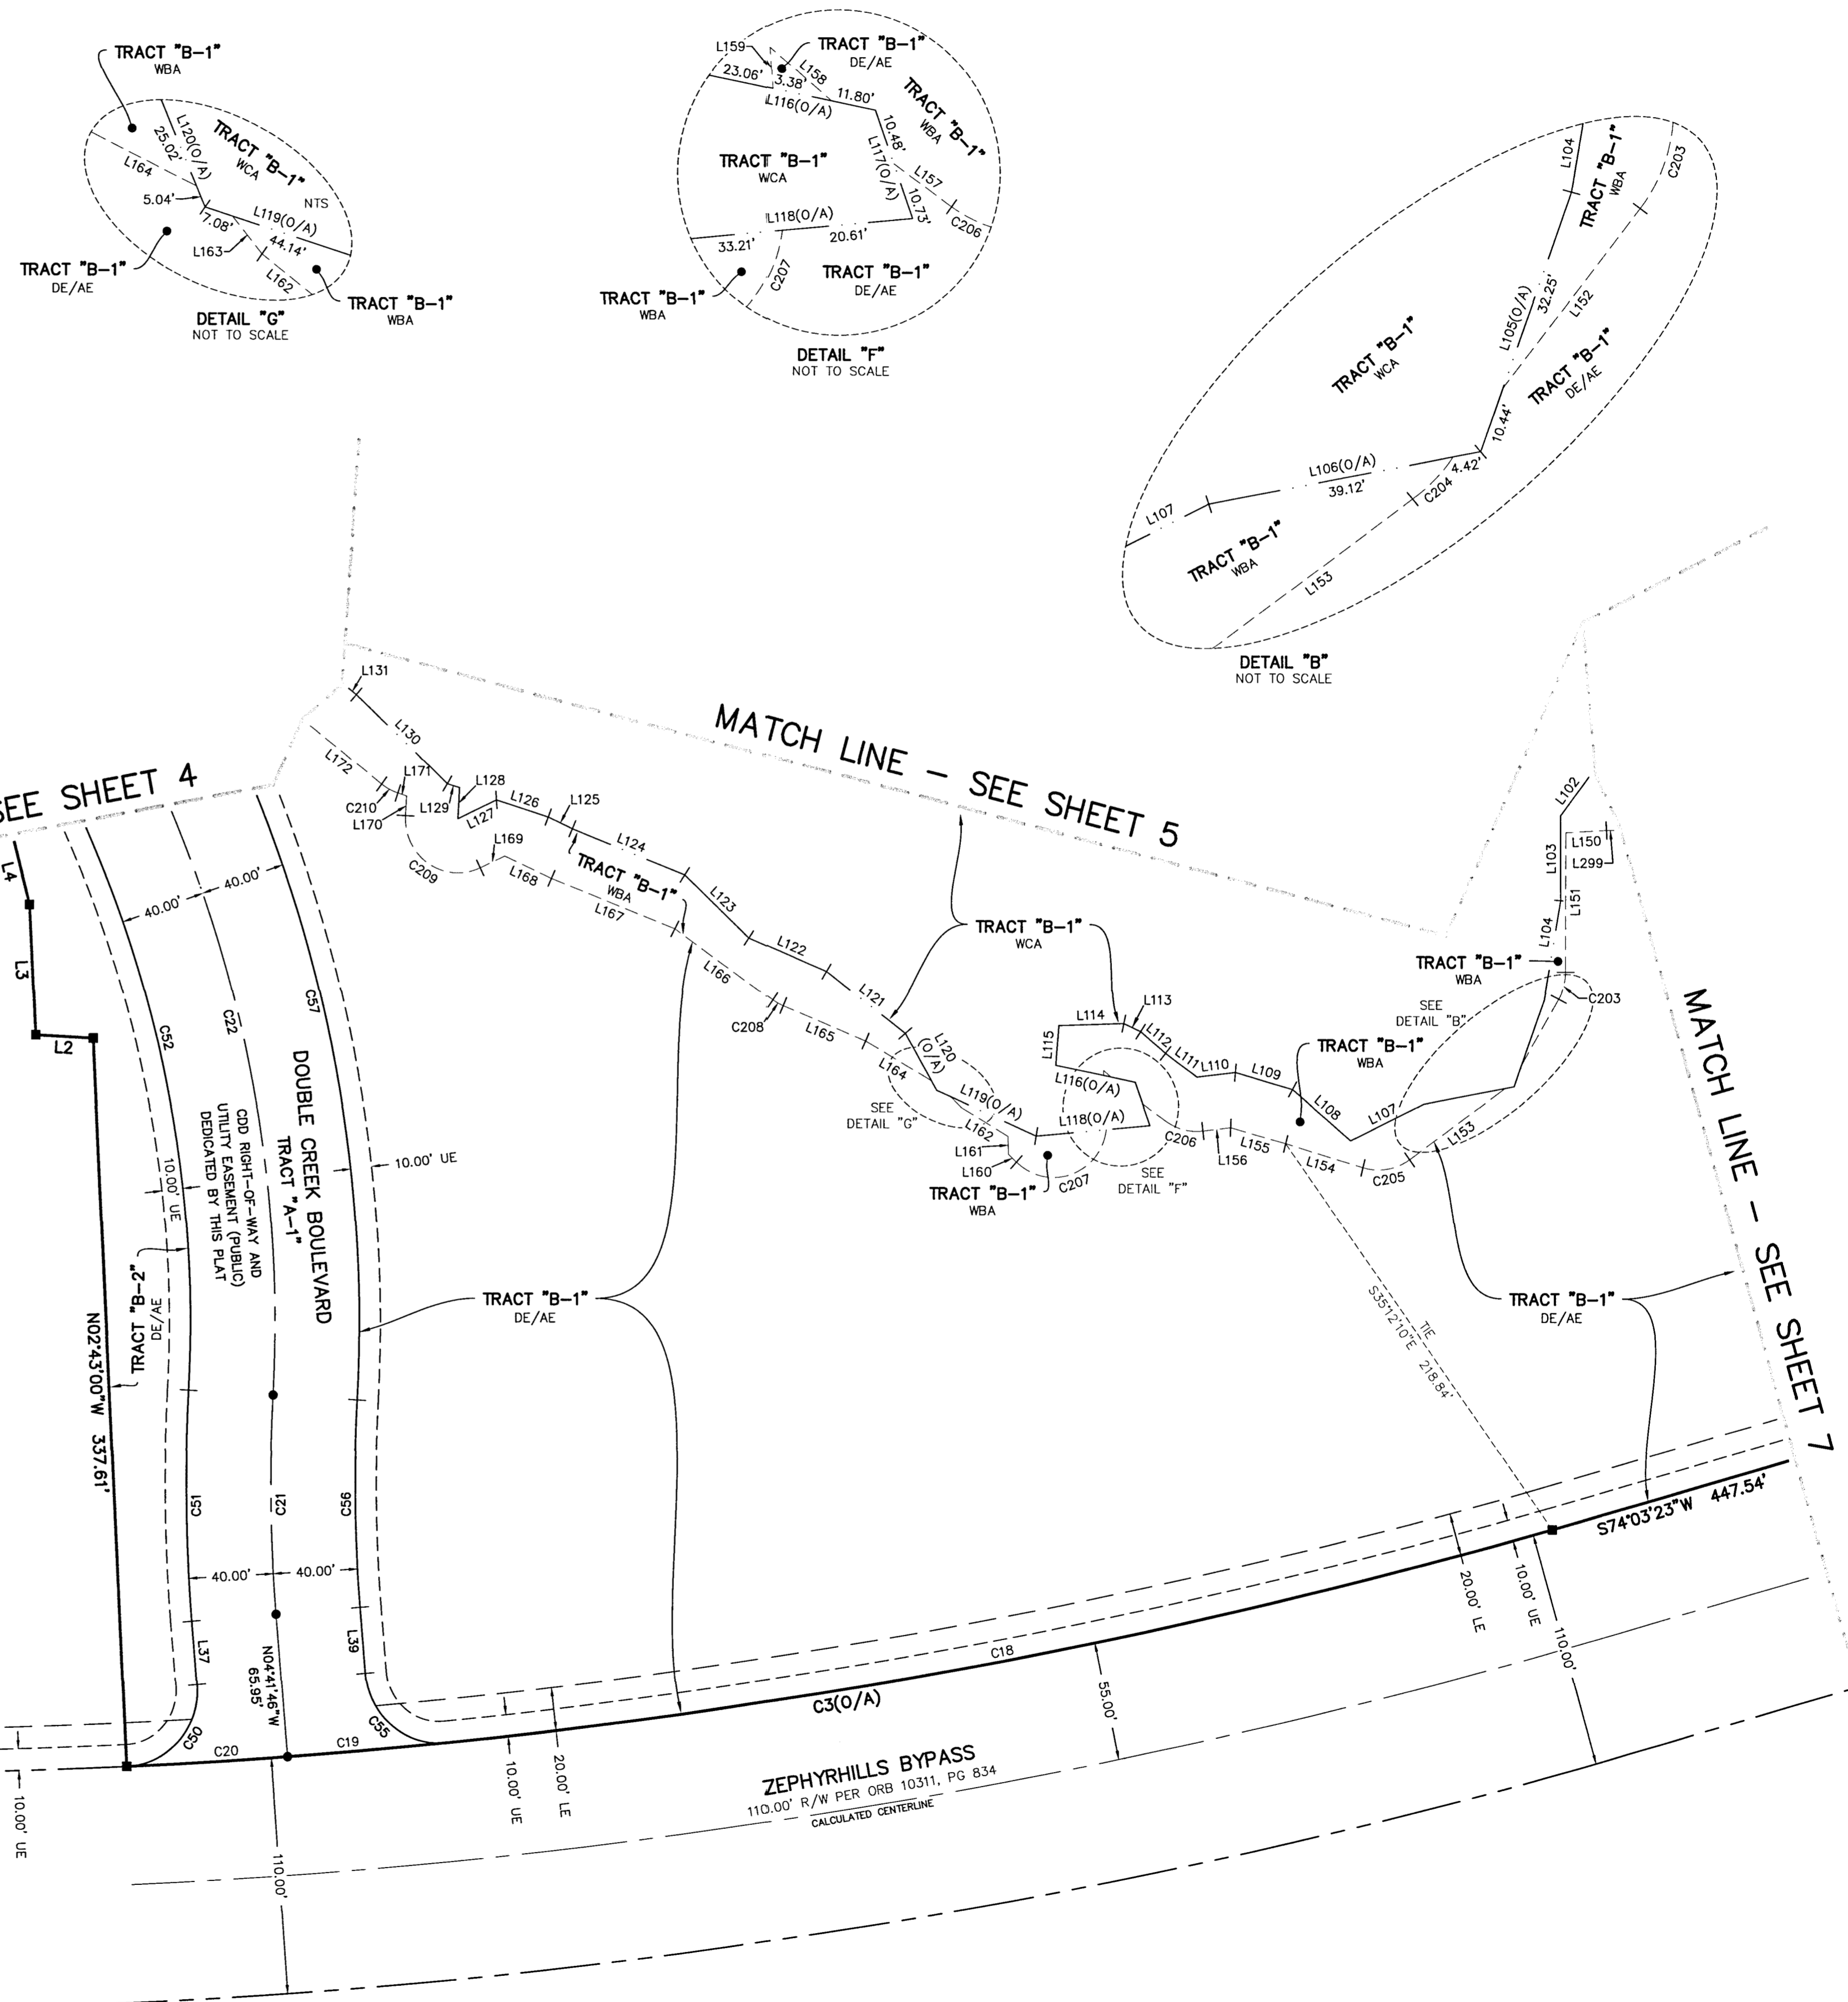 TRACT "B-1"
WBA
L120(O/A)
25.02'
TRACT "B-1"
WCA
L164
NTS
5.04'
7.08'
L119(O/A)
44.14'
L163
L162
TRACT "B-1"
DE/AE
TRACT "B-1"
WBA
DETAIL "G"
NOT TO SCALE
L159
TRACT "B-1"
DE/AE
23.06'
3.38'
L158
L116(O/A)
11.80'
TRACT "B-1"
WBA
10.48'
L117(O/A)
TRACT "B-1"
WCA
L157
10.73'
C206
L118(O/A)
33.21'
20.61'
C207
TRACT "B-1"
DE/AE
TRACT "B-1"
WBA
DETAIL "F"
NOT TO SCALE
L104
TRACT "B-1"
WBA
C203
L105(O/A)
32.25'
L152
TRACT "B-1"
WCA
TRACT "B-1"
DE/AE
10.44'
L106(O/A)
39.12'
4.42'
C204
L107
TRACT "B-1"
WBA
L153
DETAIL "B"
NOT TO SCALE
MATCH LINE - SEE SHEET 5
SEE SHEET 4
L131
L130
L172
L171
L128
C210
L129
L170
L127
L126
L125
L169
L124
C209
L168
TRACT "B-1"
WBA
L167
L123
L122
L166
L121
C208
L165
L120
(O/A)
L164
L119(O/A)
SEE
DETAIL "G"
L162
L161
L160
L118(O/A)
TRACT "B-1"
WBA
C207
TRACT "B-1"
WCA
L113
L114
L115
L112
L111
L110
L109
L116(O/A)
C206
L156
L155
SEE
DETAIL "F"
L108
L107
L154
C205
L153
TRACT "B-1"
WBA
SEE
DETAIL "B"
TRACT "B-1"
WBA
L102
L150
L299
L103
L151
L104
C203
MATCH LINE - SEE SHEET 7
L4
L3
L2
40.00'
40.00'
C52
C22
C57
DOUBLE CREEK BOULEVARD
TRACT "A-1"
CDD RIGHT-OF-WAY AND
UTILITY EASEMENT (PUBLIC)
DEDICATED BY THIS PLAT
10.00' UE
10.00' UE
TRACT "B-2"
DE/AE
N02°43'00"W 337.61'
TRACT "B-1"
DE/AE
TIE
S35°12'10"E 218.84'
TRACT "B-1"
DE/AE
C51
C21
C56
40.00'
40.00'
L37
L39
N04°41'46"W
65.95'
C50
C20
C19
C55
10.00' UE
110.00'
10.00' UE
20.00' LE
C3(O/A)
C18
55.00'
S74°03'23"W 447.54'
20.00' LE
10.00' UE
110.00'
ZEPHYRHILLS BYPASS
110.00' R/W PER ORB 10311, PG 834
CALCULATED CENTERLINE